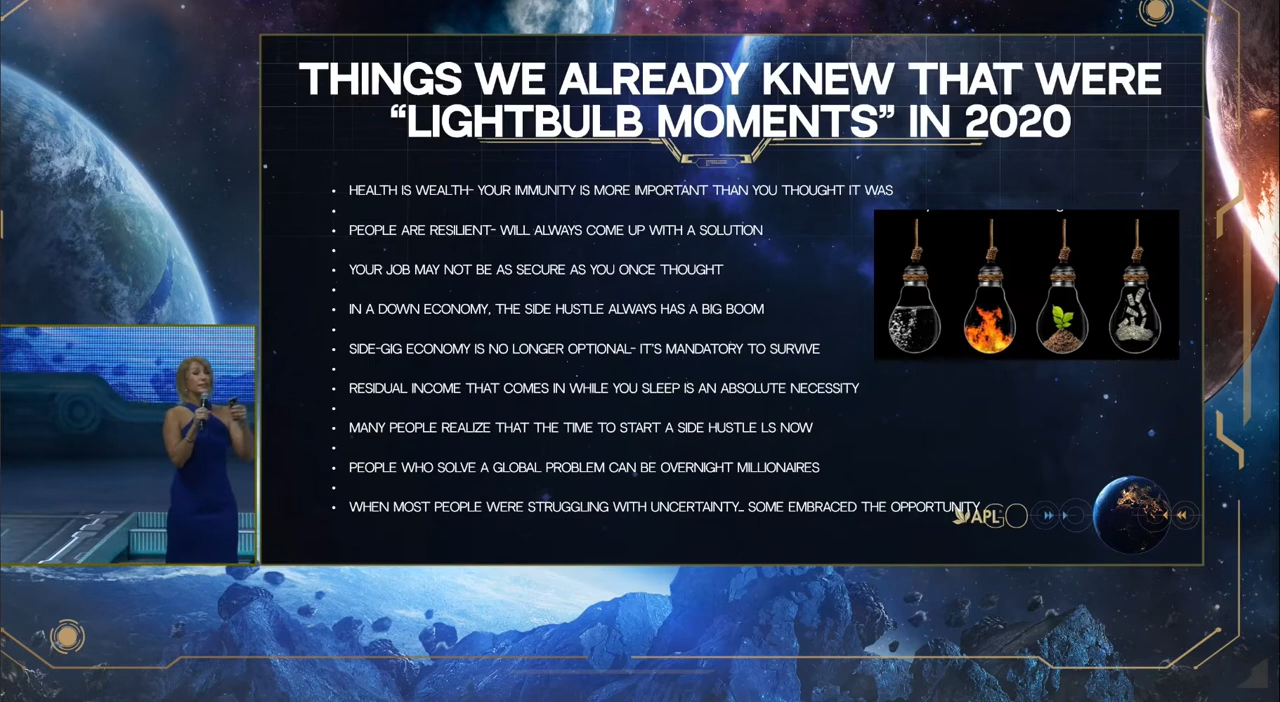 THINGS WE ALREADY KNEW THAT WERE
“LIGHTBULB MOMENTS” IN 2020
• HEALTH IS WEALTH- YOUR IMMUNITY IS MORE IMPORTANT THAN YOU THOUGHT IT WAS
• PEOPLE ARE RESILIENT- WILL ALWAYS COME UP WITH A SOLUTION
• YOUR JOB MAY NOT BE AS SECURE AS YOU ONCE THOUGHT
• IN A DOWN ECONOMY, THE SIDE HUSTLE ALWAYS HAS A BIG BOOM
• SIDE-GIG ECONOMY IS NO LONGER OPTIONAL- IT'S MANDATORY TO SURVIVE
• RESIDUAL INCOME THAT COMES IN WHILE YOU SLEEP IS AN ABSOLUTE NECESSITY
• MANY PEOPLE REALIZE THAT THE TIME TO START A SIDE HUSTLE LS NOW
• PEOPLE WHO SOLVE A GLOBAL PROBLEM CAN BE OVERNIGHT MILLIONAIRES
• WHEN MOST PEOPLE WERE STRUGGLING WITH UNCERTAINTY... SOME EMBRACED THE OPPORTUNITY
APLGO